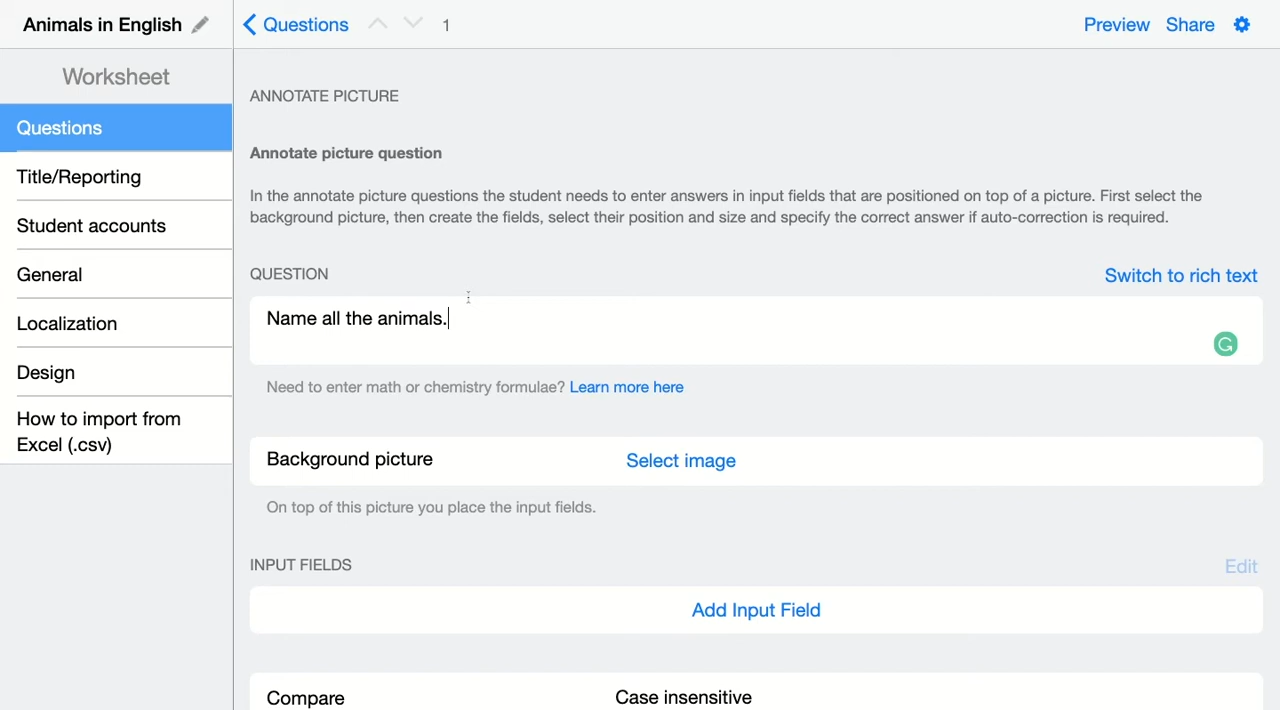 Animals in English
Questions
1
Preview
Share
Worksheet
Questions
Title/Reporting
Student accounts
General
Localization
Design
How to import from
Excel (.csv)
ANNOTATE PICTURE
Annotate picture question
In the annotate picture questions the student needs to enter answers in input fields that are positioned on top of a picture. First select the
background picture, then create the fields, select their position and size and specify the correct answer if auto-correction is required.
QUESTION
Switch to rich text
Name all the animals.
Need to enter math or chemistry formulae? Learn more here
Background picture
Select image
On top of this picture you place the input fields.
INPUT FIELDS
Edit
Add Input Field
Compare
Case insensitive